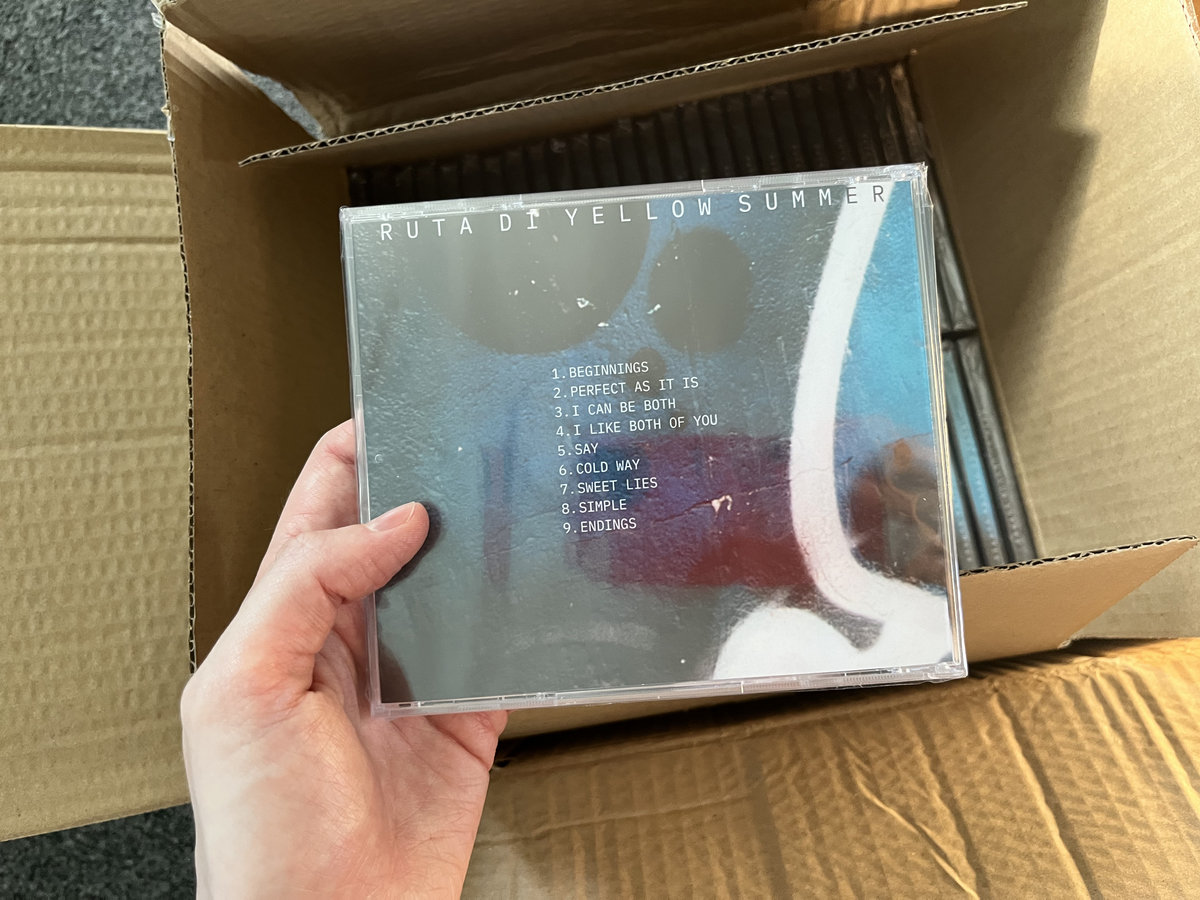 RUTA DI YELLOW SUMMER
1.BEGINNINGS
2.PERFECT AS IT IS
3.I CAN BE BOTH
4.I LIKE BOTH OF YOU
5.SAY
6.COLD WAY
7.SWEET LIES
8.SIMPLE
9.ENDINGS